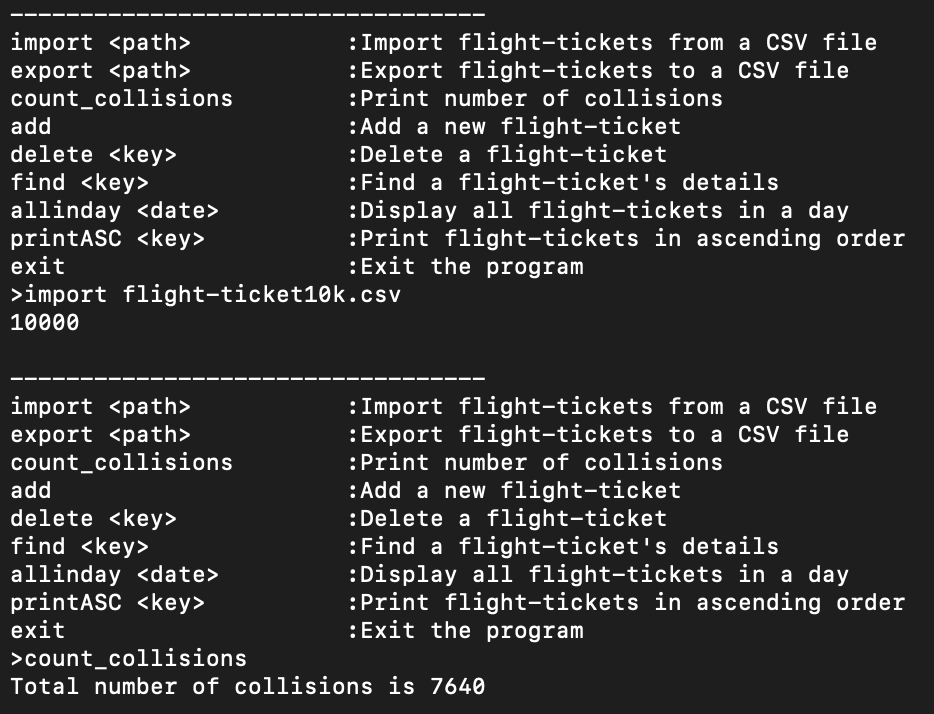 ----------------------------------
import <path>           :Import flight-tickets from a CSV file
export <path>           :Export flight-tickets to a CSV file
count_collisions        :Print number of collisions
add                     :Add a new flight-ticket
delete <key>            :Delete a flight-ticket
find <key>              :Find a flight-ticket's details
allinday <date>         :Display all flight-tickets in a day
printASC <key>          :Print flight-tickets in ascending order
exit                    :Exit the program
>import flight-ticket10k.csv
10000

----------------------------------
import <path>           :Import flight-tickets from a CSV file
export <path>           :Export flight-tickets to a CSV file
count_collisions        :Print number of collisions
add                     :Add a new flight-ticket
delete <key>            :Delete a flight-ticket
find <key>              :Find a flight-ticket's details
allinday <date>         :Display all flight-tickets in a day
printASC <key>          :Print flight-tickets in ascending order
exit                    :Exit the program
>count_collisions
Total number of collisions is 7640